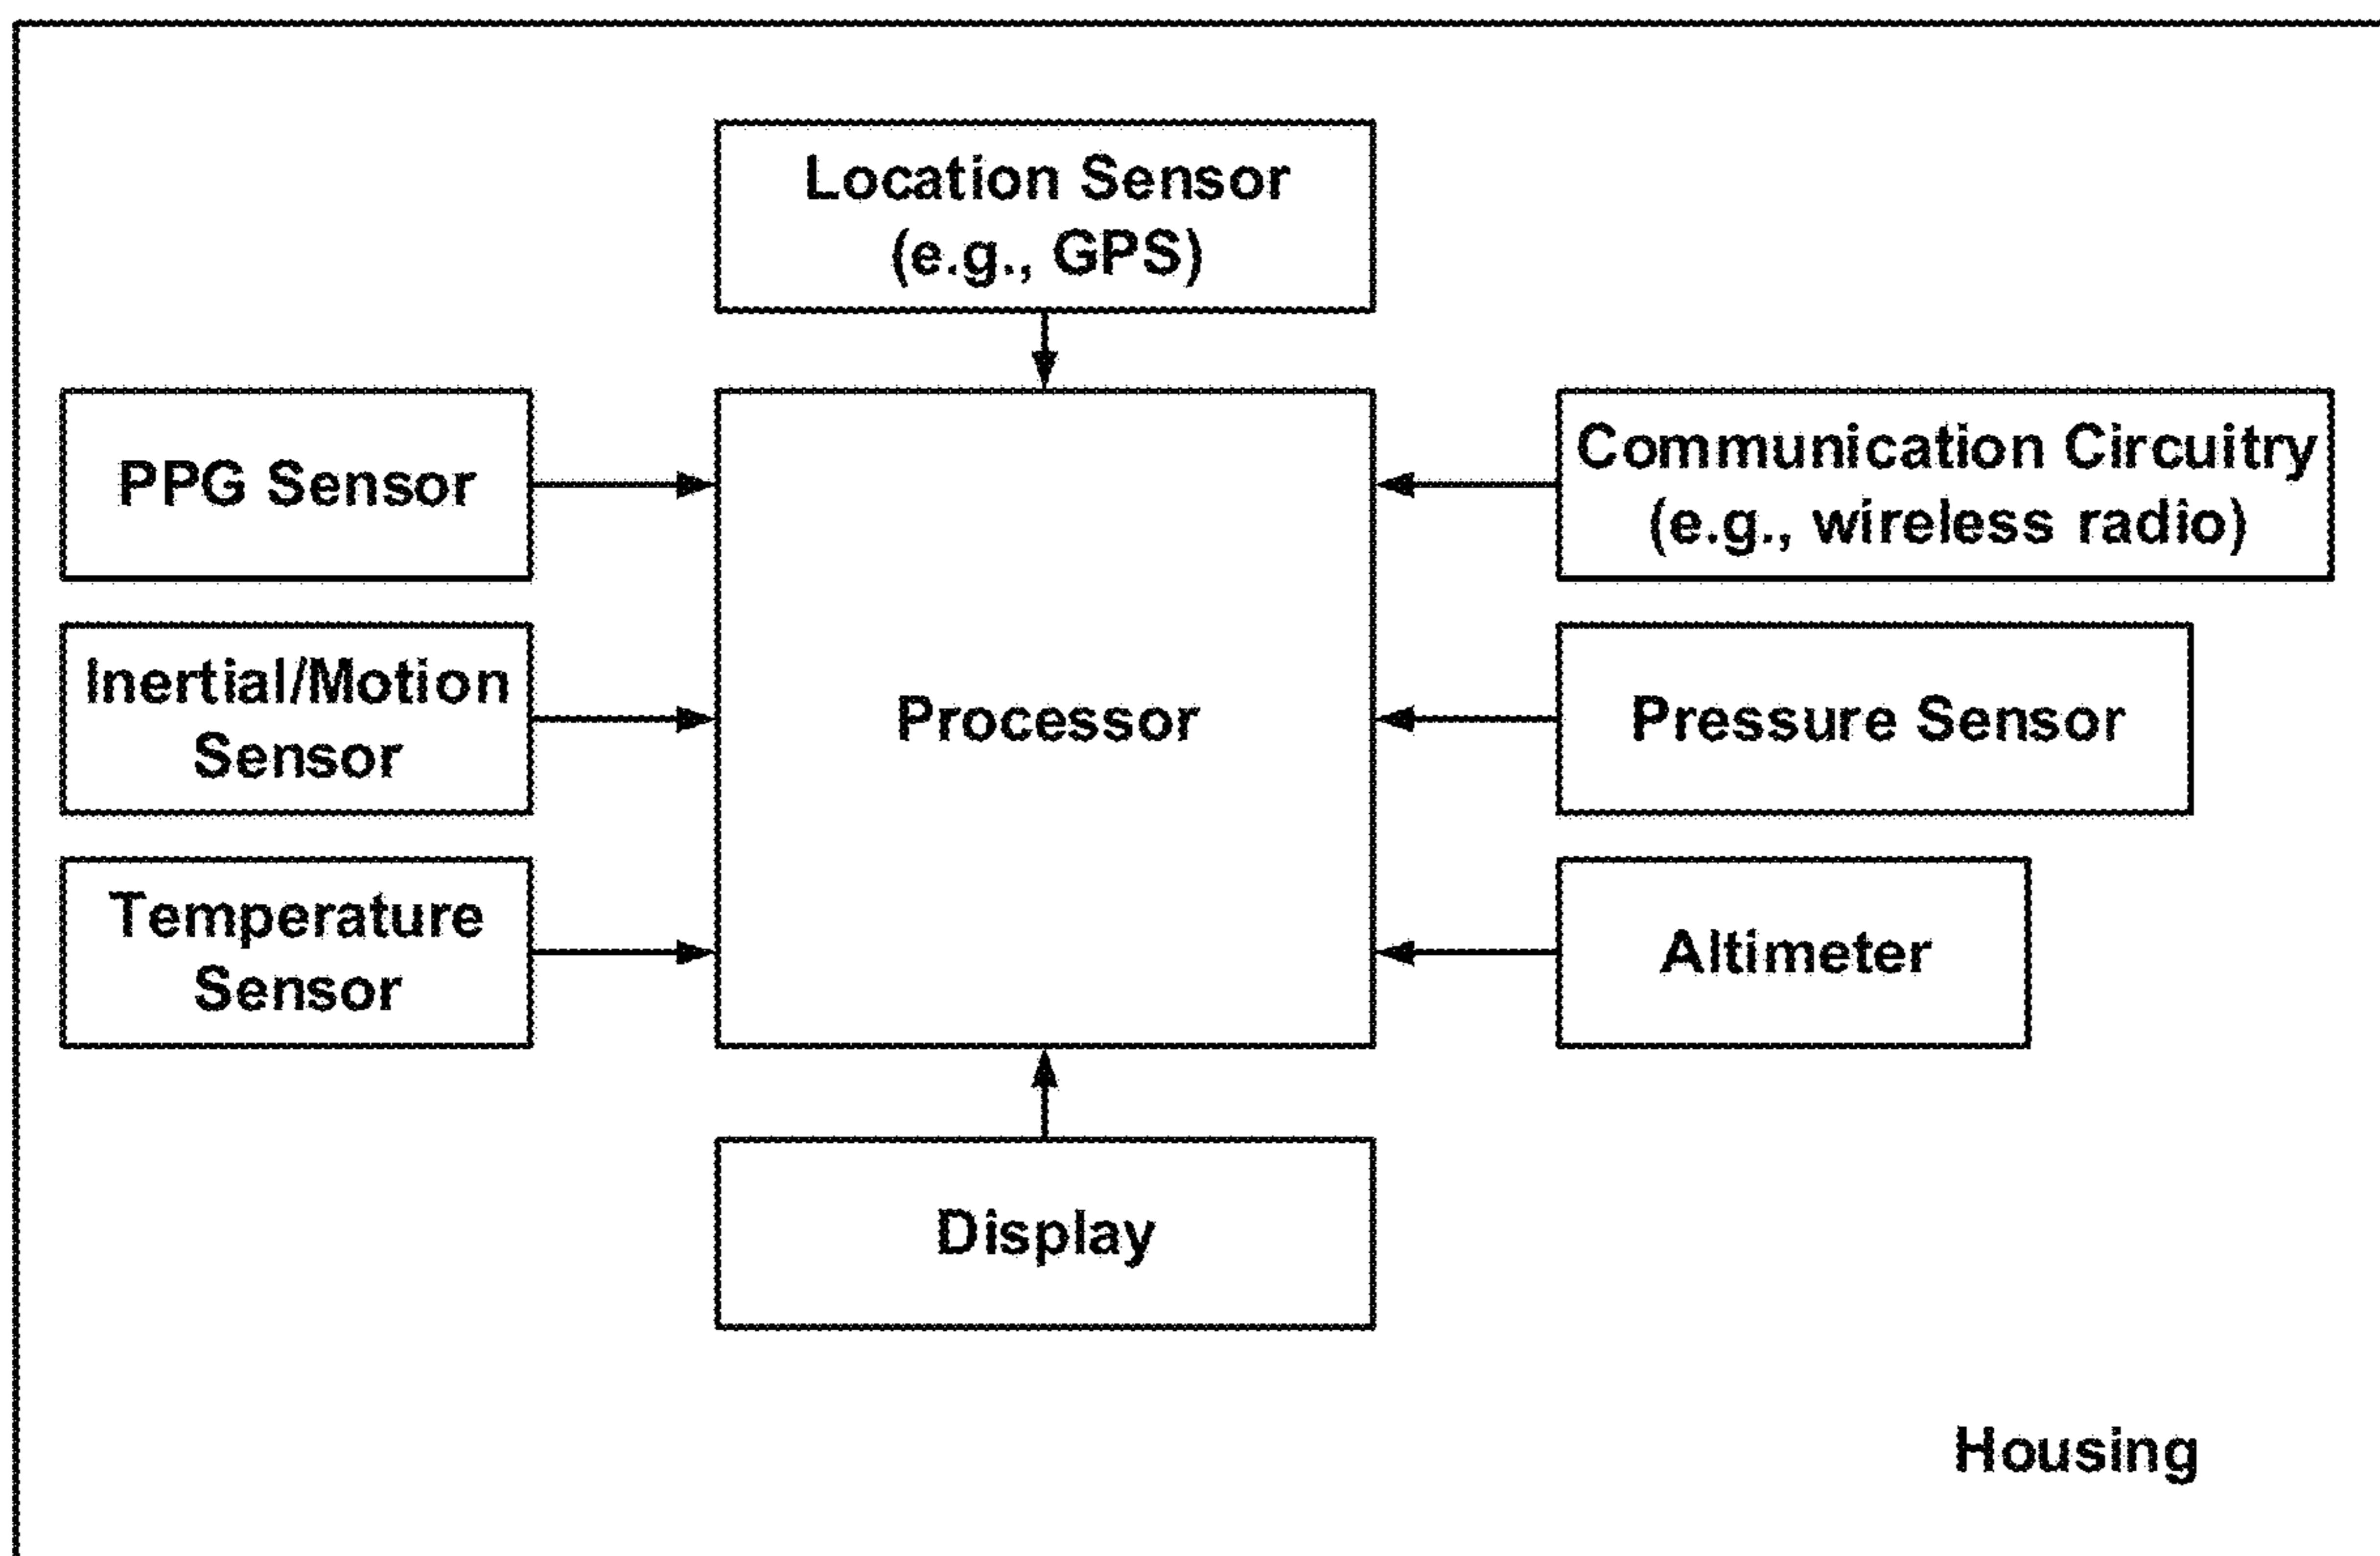 Location Sensor
(e.g., GPS)
PPG Sensor
Communication Circuitry
(e.g., wireless radio)
Inertial/Motion
Sensor
Processor
Pressure Sensor
Temperature
Sensor
Altimeter
Display
Housing